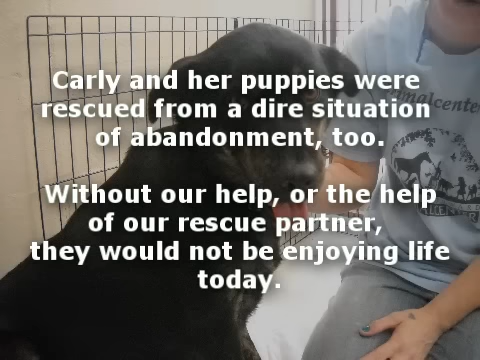 Carly and her puppies were
rescued from a dire situation
of abandonment, too.
Without our help, or the help
of our rescue partner,
they would not be enjoying life
today.